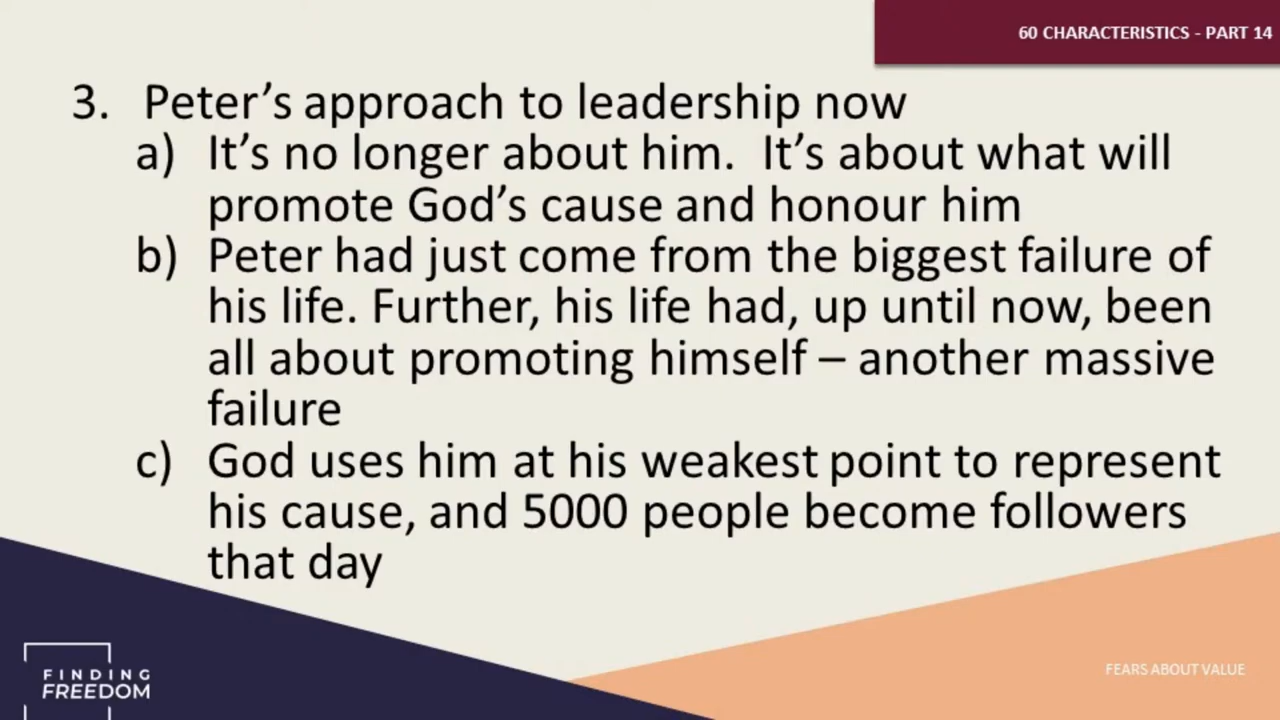 60 CHARACTERISTICS - PART 14
3. Peter’s approach to leadership now
a) It’s no longer about him. It’s about what will
promote God’s cause and honour him
b) Peter had just come from the biggest failure of
his life. Further, his life had, up until now, been
all about promoting himself – another massive
failure
c) God uses him at his weakest point to represent
his cause, and 5000 people become followers
that day
FINDING
FREEDOM
FEARS ABOUT VALUE